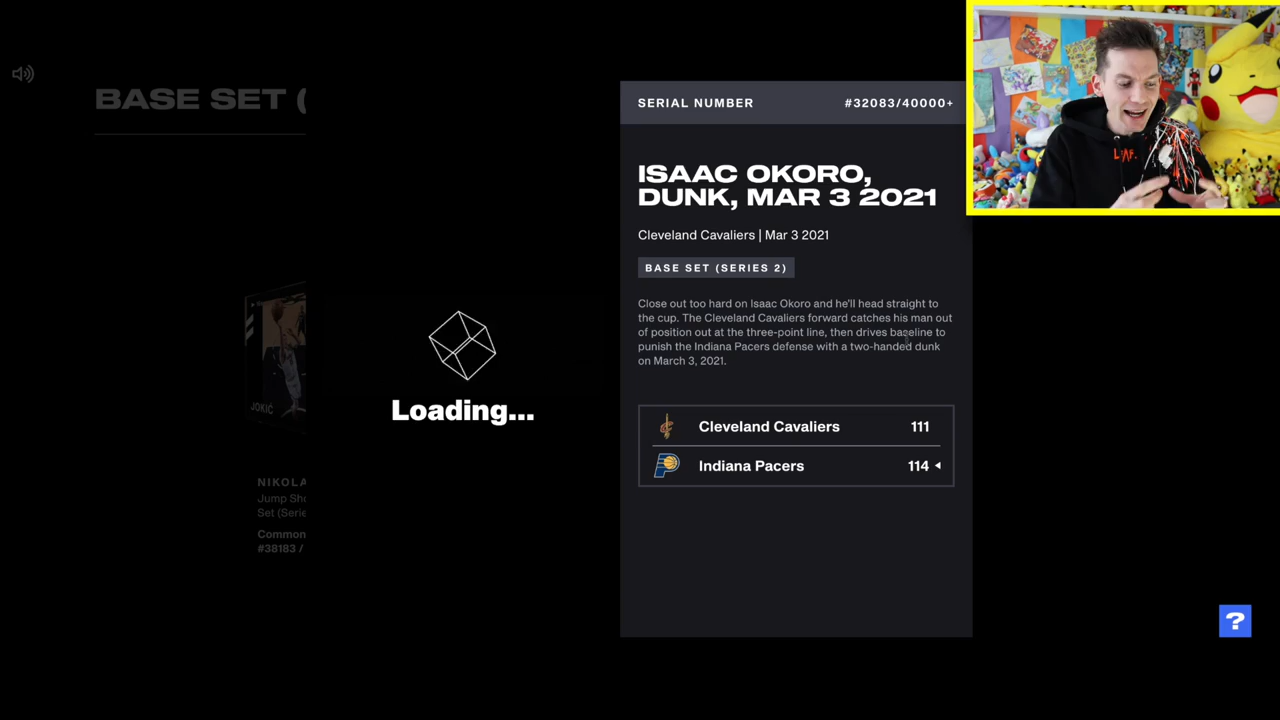 BASE SET (
SERIAL NUMBER #32083/40000+
ISAAC OKORO,
DUNK, MAR 3 2021
Cleveland Cavaliers | Mar 3 2021
BASE SET (SERIES 2)
Close out too hard on Isaac Okoro and he'll head straight to
the cup. The Cleveland Cavaliers forward catches his man out
of position out at the three-point line, then drives baseline to
punish the Indiana Pacers defense with a two-handed dunk
on March 3, 2021.
Cleveland Cavaliers 111
Indiana Pacers 114
Loading...
JOKIĆ
NIKOLA
Jump Sho
Set (Serie
Common
#38183 /
LEAF.
?